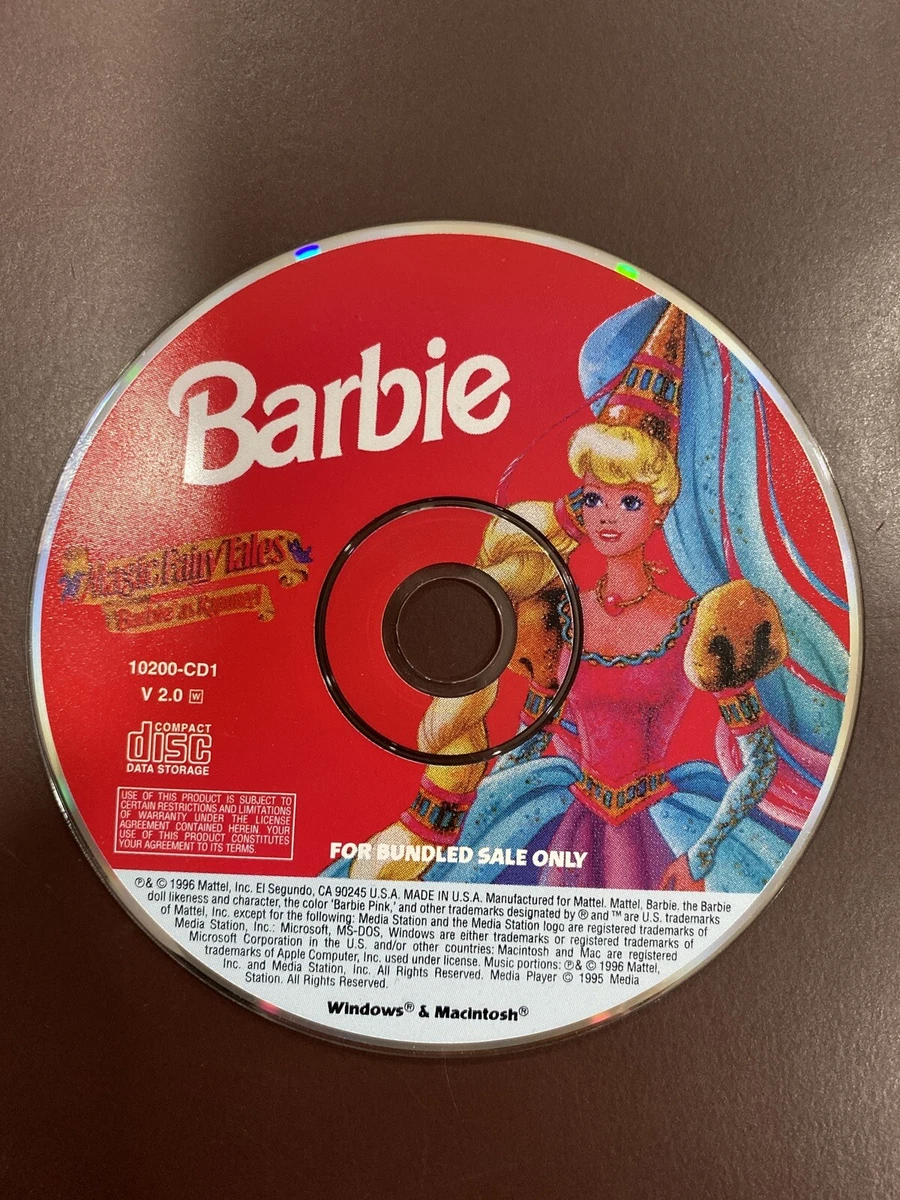 Barbie
Magic Fairy Tales
Barbie as Rapunzel
10200-CD1
V 2.0 W
COMPACT
disc
DATA STORAGE
USE OF THIS PRODUCT IS SUBJECT TO
CERTAIN RESTRICTIONS AND LIMITATIONS
OF WARRANTY UNDER THE LICENSE
AGREEMENT CONTAINED HEREIN. YOUR
USE OF THIS PRODUCT CONSTITUTES
YOUR AGREEMENT TO ITS TERMS.
FOR BUNDLED SALE ONLY
℗& © 1996 Mattel, Inc. El Segundo, CA 90245 U.S.A. MADE IN U.S.A. Manufactured for Mattel. Mattel, Barbie, the Barbie
doll likeness and character, the color 'Barbie Pink,' and other trademarks designated by ® and ™ are U.S. trademarks
of Mattel, Inc. except for the following: Media Station and the Media Station logo are registered trademarks of
Media Station, Inc.: Microsoft, MS-DOS, Windows are either trademarks or registered trademarks of
Microsoft Corporation in the U.S. and/or other countries: Macintosh and Mac are registered
trademarks of Apple Computer, Inc. used under license. Music portions: ℗& © 1996 Mattel,
Inc. and Media Station, Inc. All Rights Reserved. Media Player © 1995 Media
Station. All Rights Reserved.
Windows® & Macintosh®